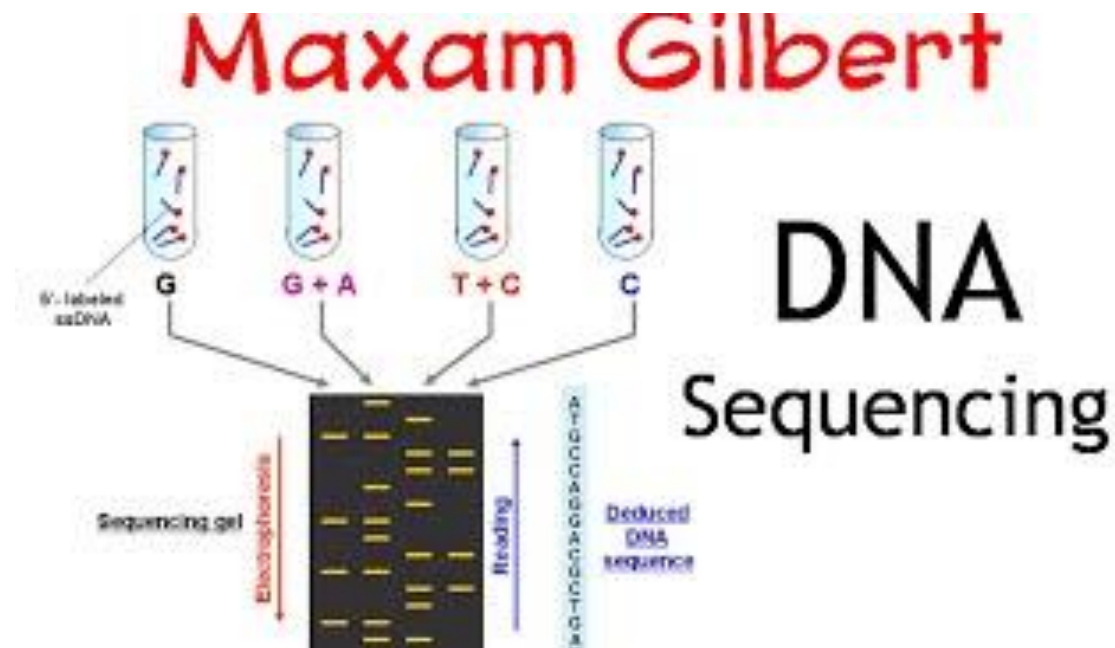 Maxam Gilbert
G
G + A
T + C
C
5'- labeled
ssDNA
DNA
Sequencing
Sequencing gel
Electrophoresis
Reading
A
T
G
C
C
A
G
G
A
C
G
C
T
G
A
Deduced
DNA
sequence